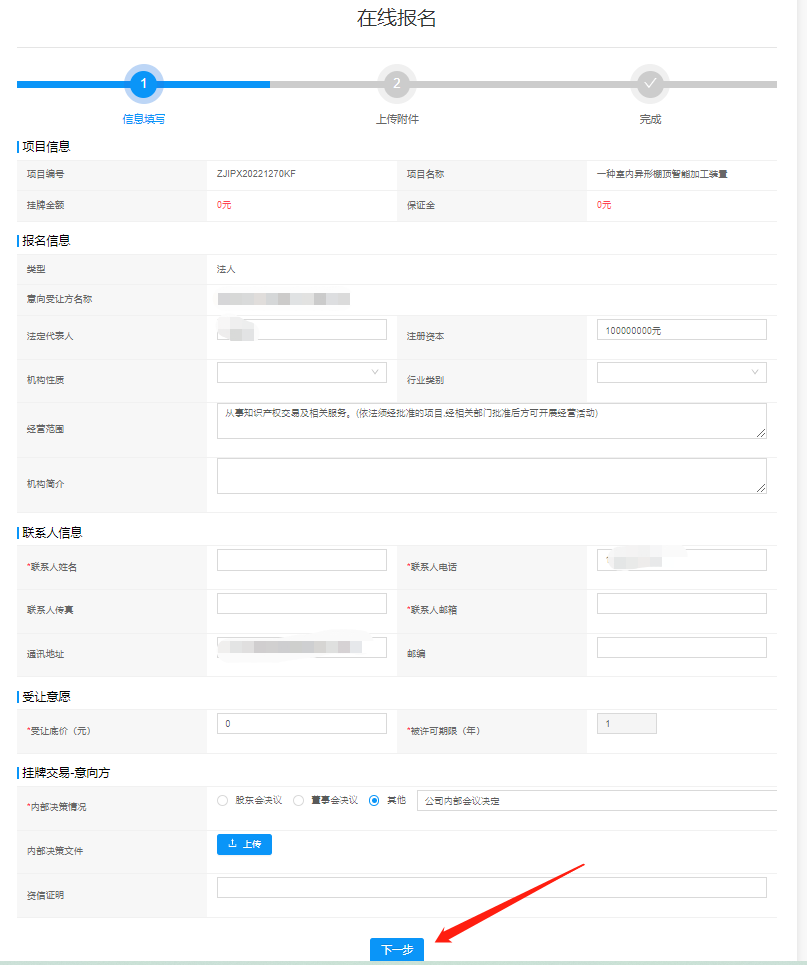 在线报名
1
2
信息填写
上传附件
完成
项目信息
项目编号 ZJIPX20221270KF 项目名称 一种室内异形棚顶智能加工装置
挂牌金额 0元 保证金 0元
报名信息
类型 法人
意向受让方名称
法定代表人 注册资本 100000000元
机构性质 行业类别
经营范围 从事知识产权交易及相关服务。(依法须经批准的项目,经相关部门批准后方可开展经营活动)
机构简介
联系人信息
*联系人姓名 *联系人电话
联系人传真 *联系人邮箱
通讯地址 邮编
受让意愿
*受让底价（元） 0 *被许可期限（年） 1
挂牌交易-意向方
*内部决策情况 股东会决议 董事会决议 其他 公司内部会议决定
内部决策文件 上传
资信证明
下一步